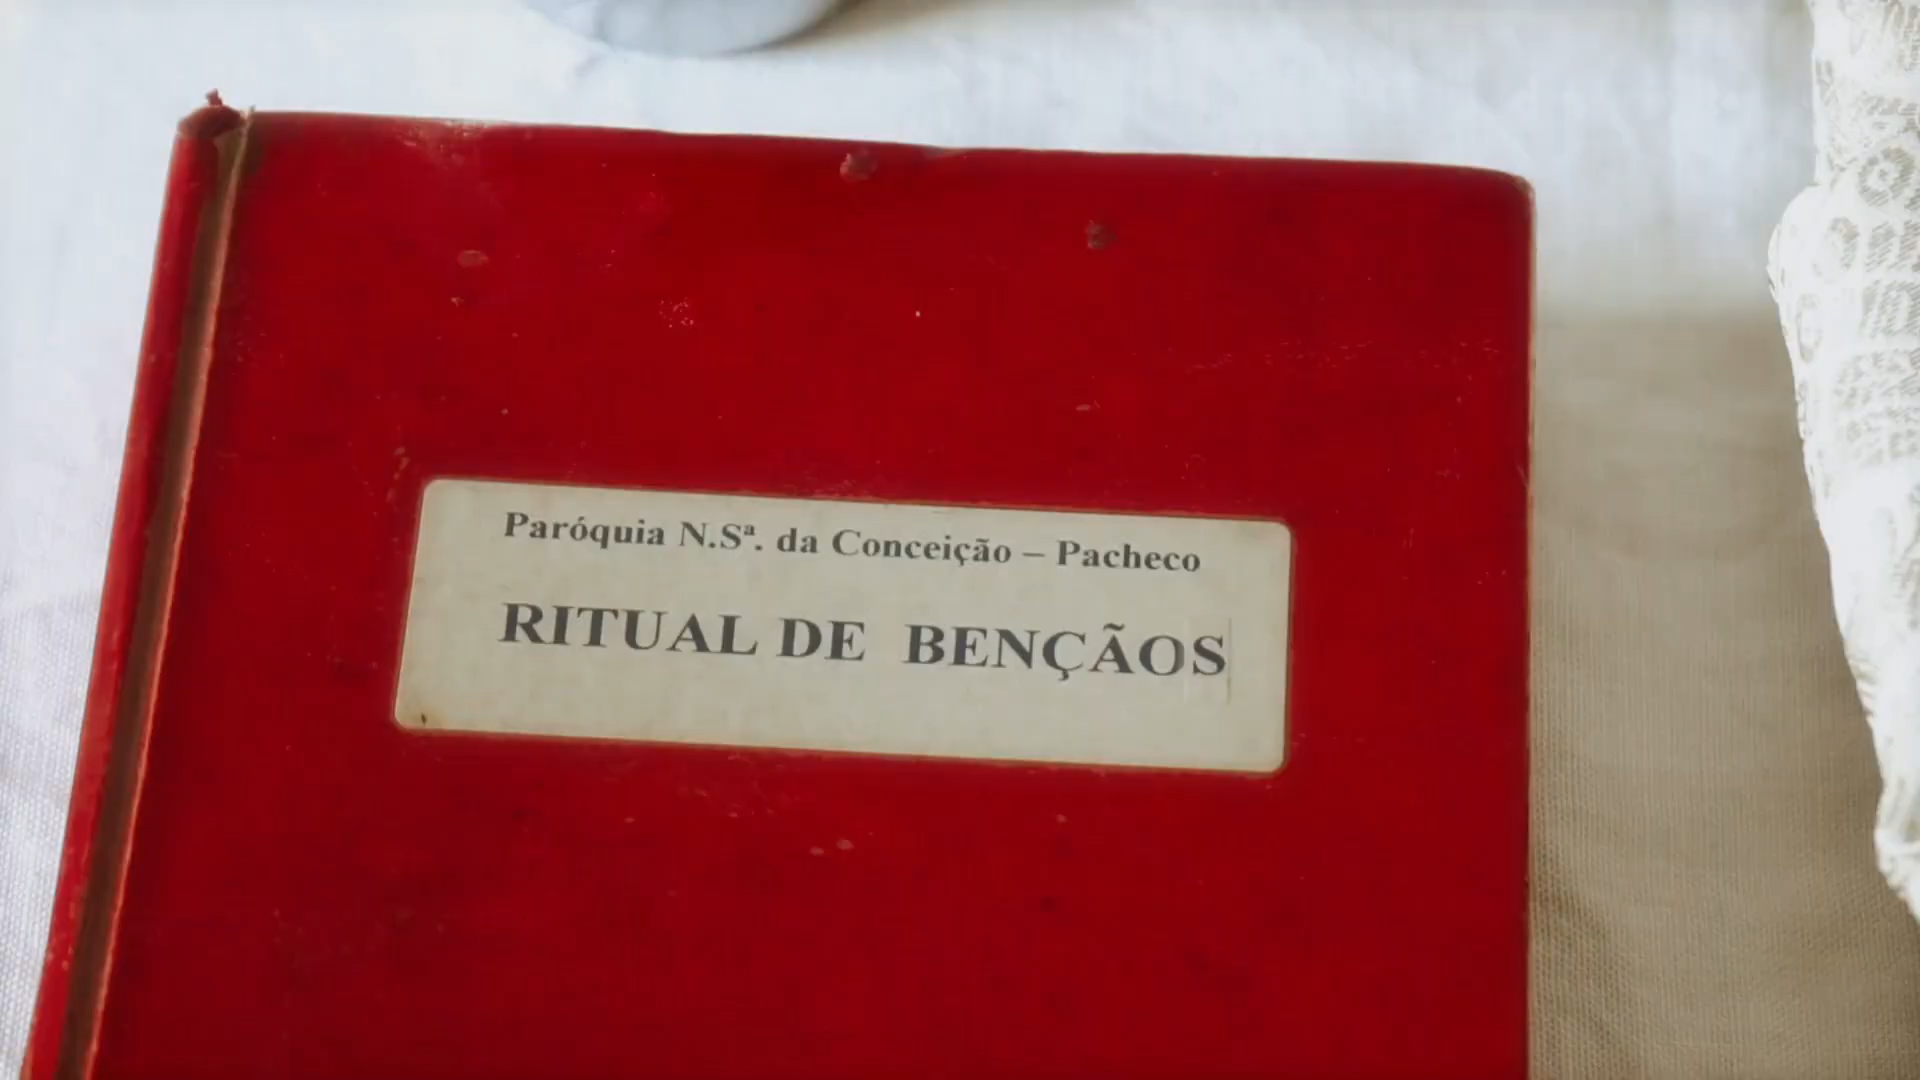 Paróquia N.Sª. da Conceição – Pacheco
RITUAL DE BENÇÃOS